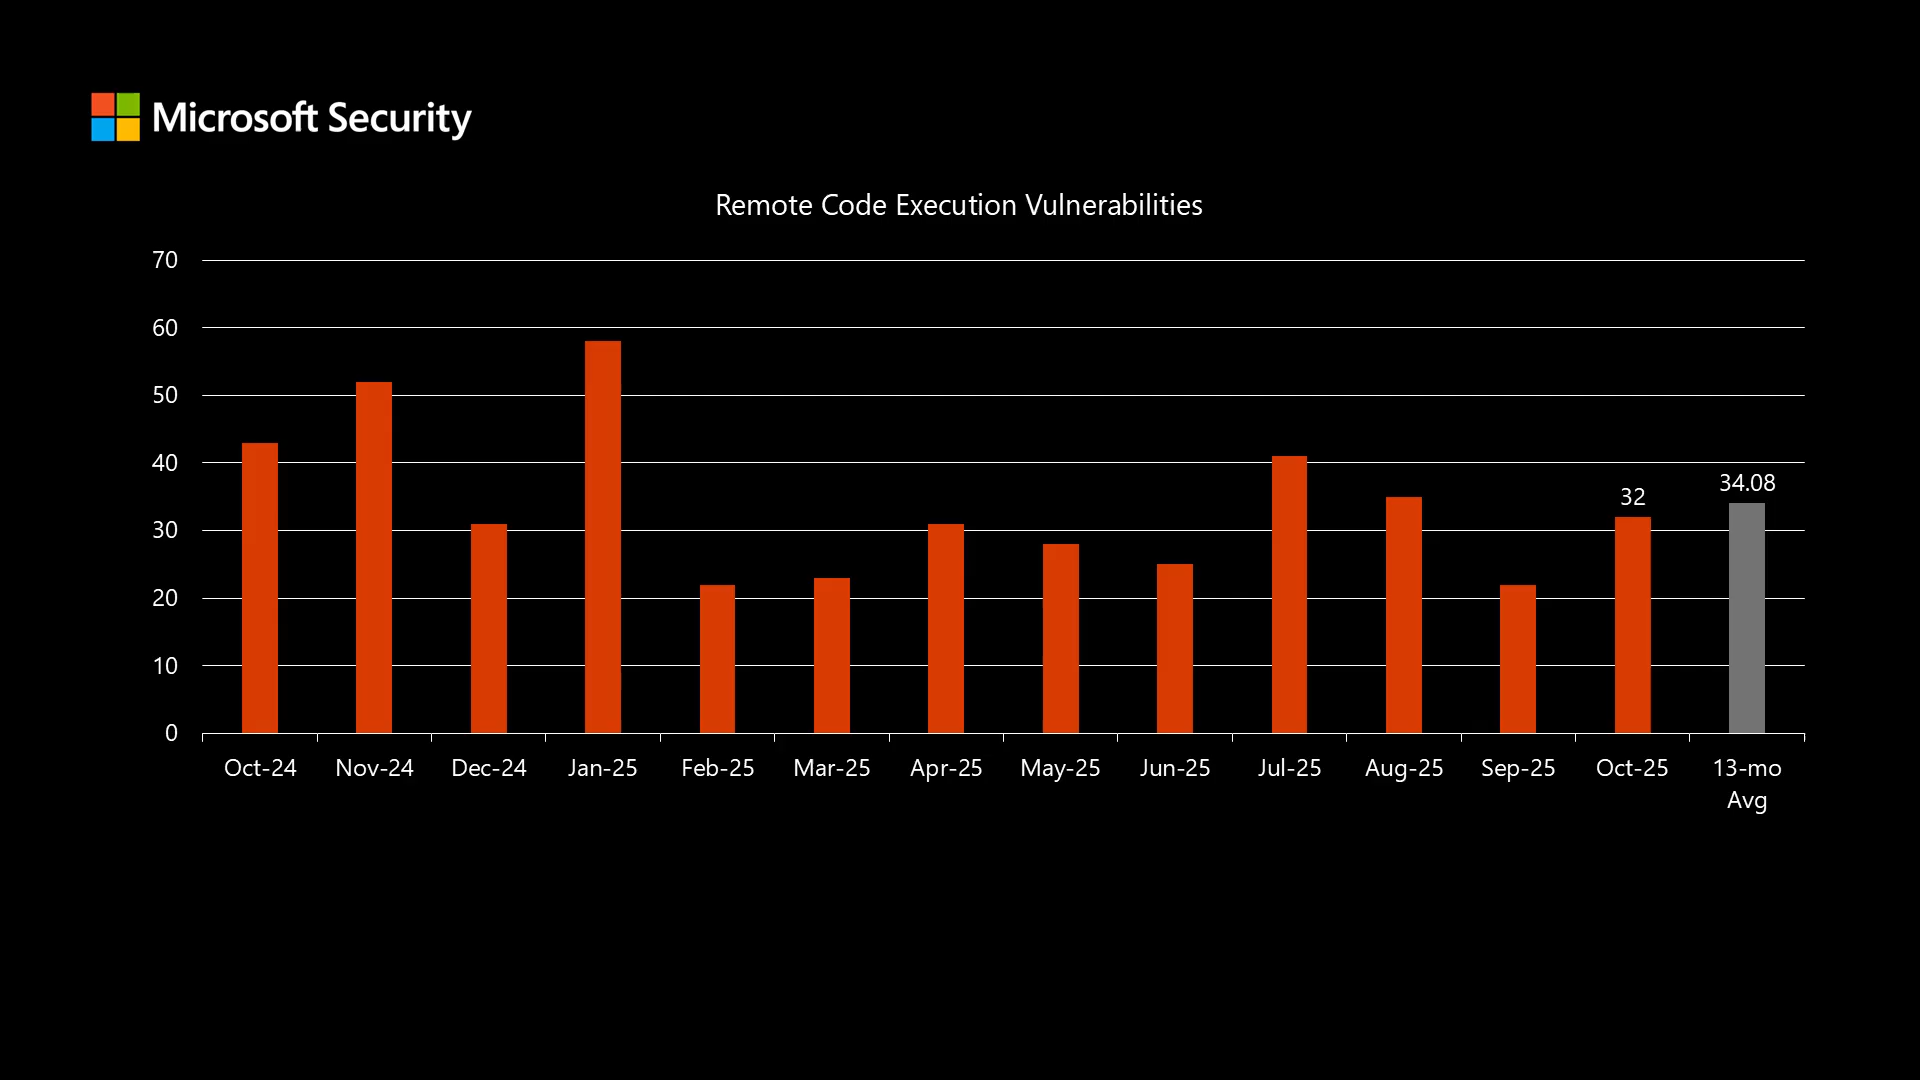 Microsoft Security
Remote Code Execution Vulnerabilities
70
60
50
40
30
20
10
0
32
34.08
Oct-24 Nov-24 Dec-24 Jan-25 Feb-25 Mar-25 Apr-25 May-25 Jun-25 Jul-25 Aug-25 Sep-25 Oct-25 13-mo
Avg